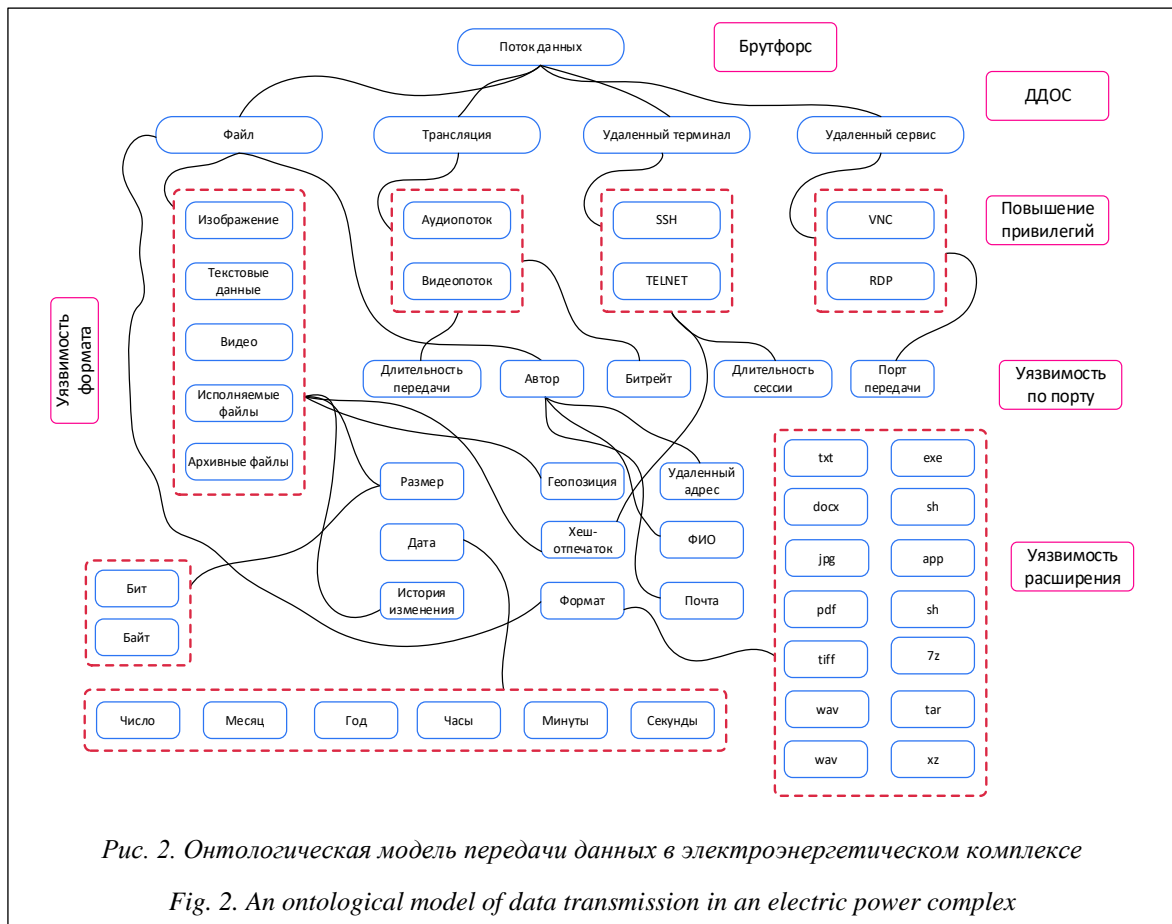 Поток данных
Брутфорс
ДДОС
Файл
Трансляция
Удаленный терминал
Удаленный сервис
Изображение
Аудиопоток
SSH
VNC
Повышение
привилегий
Текстовые
данные
Видеопоток
TELNET
RDP
Уязвимость
формата
Видео
Длительность
передачи
Автор
Битрейт
Длительность
сессии
Порт
передачи
Уязвимость
по порту
Исполняемые
файлы
Архивные файлы
Размер
Геопозиция
Удаленный
адрес
txt
exe
docx
sh
Дата
Хеш-
отпечаток
ФИО
jpg
app
Уязвимость
расширения
Бит
Байт
История
изменения
Формат
Почта
pdf
sh
tiff
7z
Число
Месяц
Год
Часы
Минуты
Секунды
wav
tar
wav
xz
Рис. 2. Онтологическая модель передачи данных в электроэнергетическом комплексе
Fig. 2. An ontological model of data transmission in an electric power complex